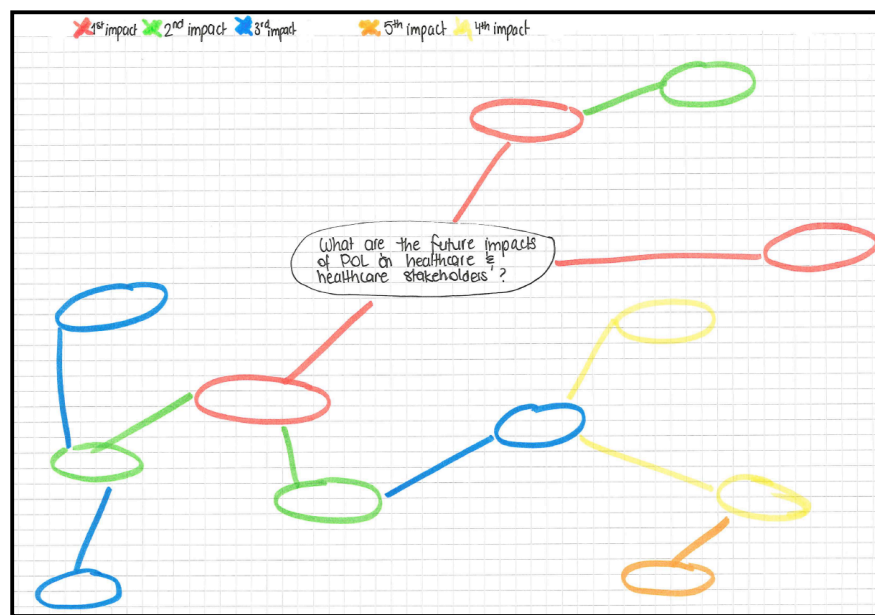 1st impact 2nd impact 3rd impact 5th impact 4th impact
What are the future impacts
of POL on healthcare &
healthcare stakeholders'?